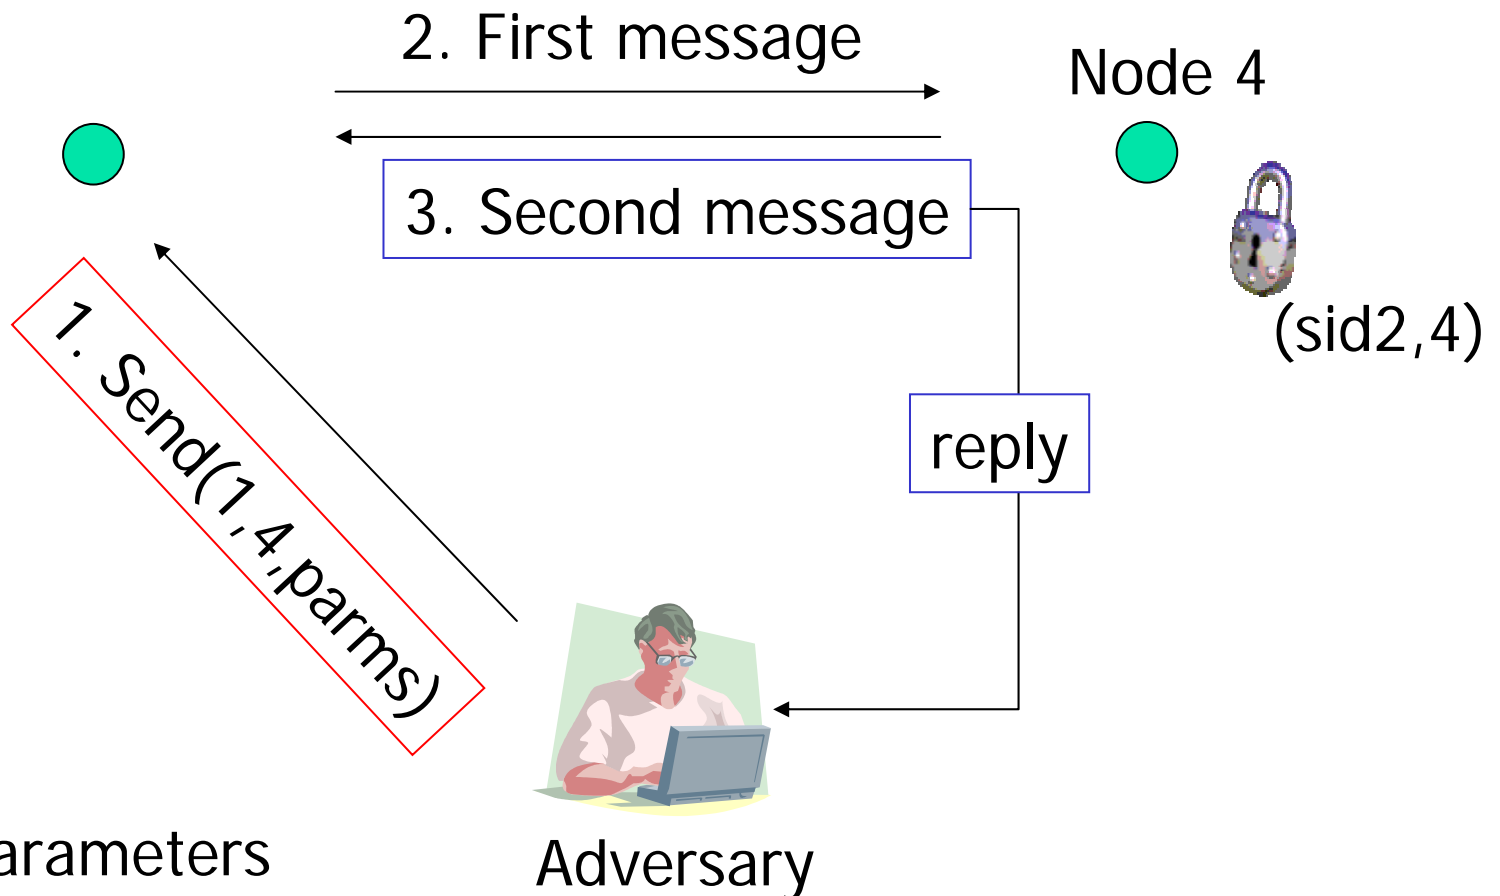 2. First message
Node 4
3. Second message
(sid2,4)
1. Send(1,4,parms)
reply
arameters
Adversary